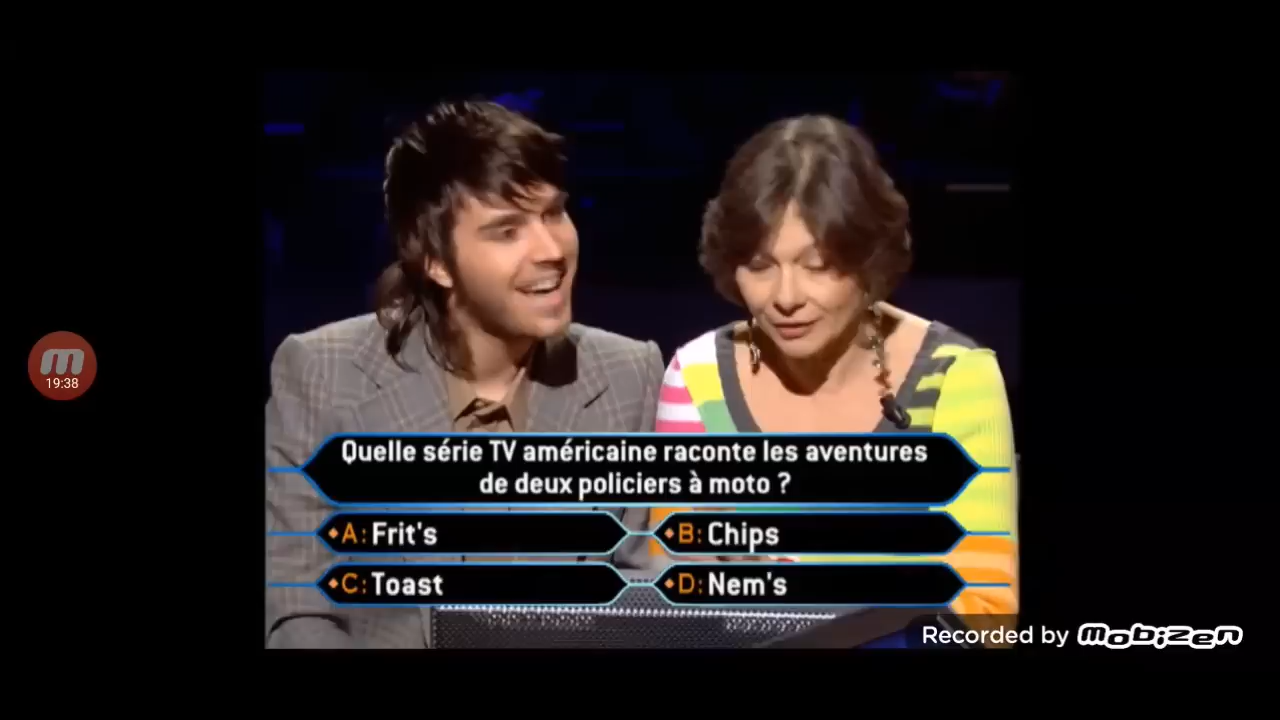 Quelle série TV américaine raconte les aventures
de deux policiers à moto ?
A: Frit's
B: Chips
C: Toast
D: Nem's
19:38
Recorded by Mobizen